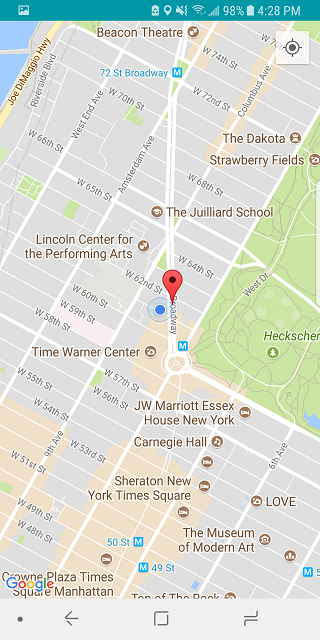 98% 4:28 PM
Beacon Theatre
W 74th St
Joe DiMaggio Hwy
Riverside Blvd
72 St Broadway M
W 70th St
W 72nd St
Columbus Ave
West End Ave
W 66th St
Amsterdam Ave
The Dakota
Strawberry Fields
W 65th St
W 68th St
The Juilliard School
Lincoln Center for
the Performing Arts
W 64th St
W 62nd St
West Dr
W 60th St
Broadway
W 59th St
W 58th St
Heckscher
Time Warner Center
M
W 57th St
W 55th St
W 56th St
W 54th St
JW Marriott Essex
House New York
9th Ave
W 53rd St
Carnegie Hall
6th Ave
W 51st St
Sheraton New
York Times Square
W 49th St
LOVE
W 48th St
The Museum
of Modern Art
50 St M
M 49 St
M 5
Google
Crowne Plaza Times
Square Manhattan
Top of The Rock